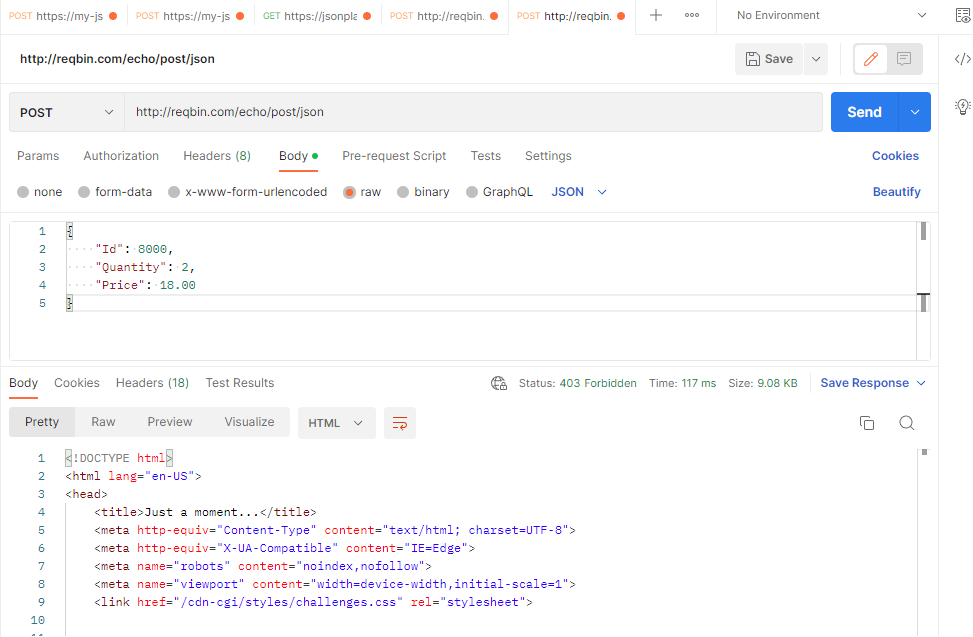 POST https://my-js POST https://my-js GET https://jsonpla POST http://reqbin. POST http://reqbin. No Environment
http://reqbin.com/echo/post/json Save
POST http://reqbin.com/echo/post/json Send
Params Authorization Headers (8) Body Pre-request Script Tests Settings Cookies
none form-data x-www-form-urlencoded raw binary GraphQL JSON Beautify
1 {
2 "Id": 8000,
3 "Quantity": 2,
4 "Price": 18.00
5 }
Body Cookies Headers (18) Test Results Status: 403 Forbidden Time: 117 ms Size: 9.08 KB Save Response
Pretty Raw Preview Visualize HTML
1 <!DOCTYPE html>
2 <html lang="en-US">
3 <head>
4 <title>Just a moment...</title>
5 <meta http-equiv="Content-Type" content="text/html; charset=UTF-8">
6 <meta http-equiv="X-UA-Compatible" content="IE=Edge">
7 <meta name="robots" content="noindex,nofollow">
8 <meta name="viewport" content="width=device-width,initial-scale=1">
9 <link href="/cdn-cgi/styles/challenges.css" rel="stylesheet">
10